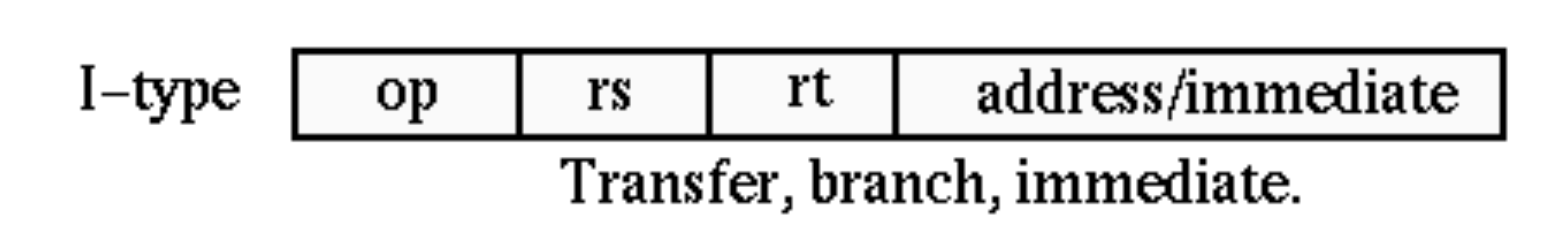 I-type op rs rt address/immediate
Transfer, branch, immediate.